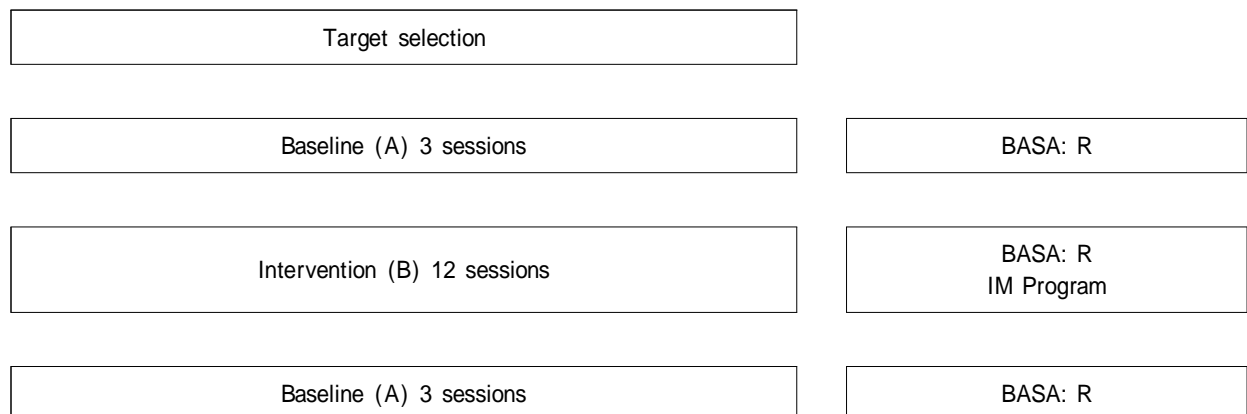 Target selection
Baseline (A) 3 sessions
BASA: R
Intervention (B) 12 sessions
BASA: R
IM Program
Baseline (A) 3 sessions
BASA: R